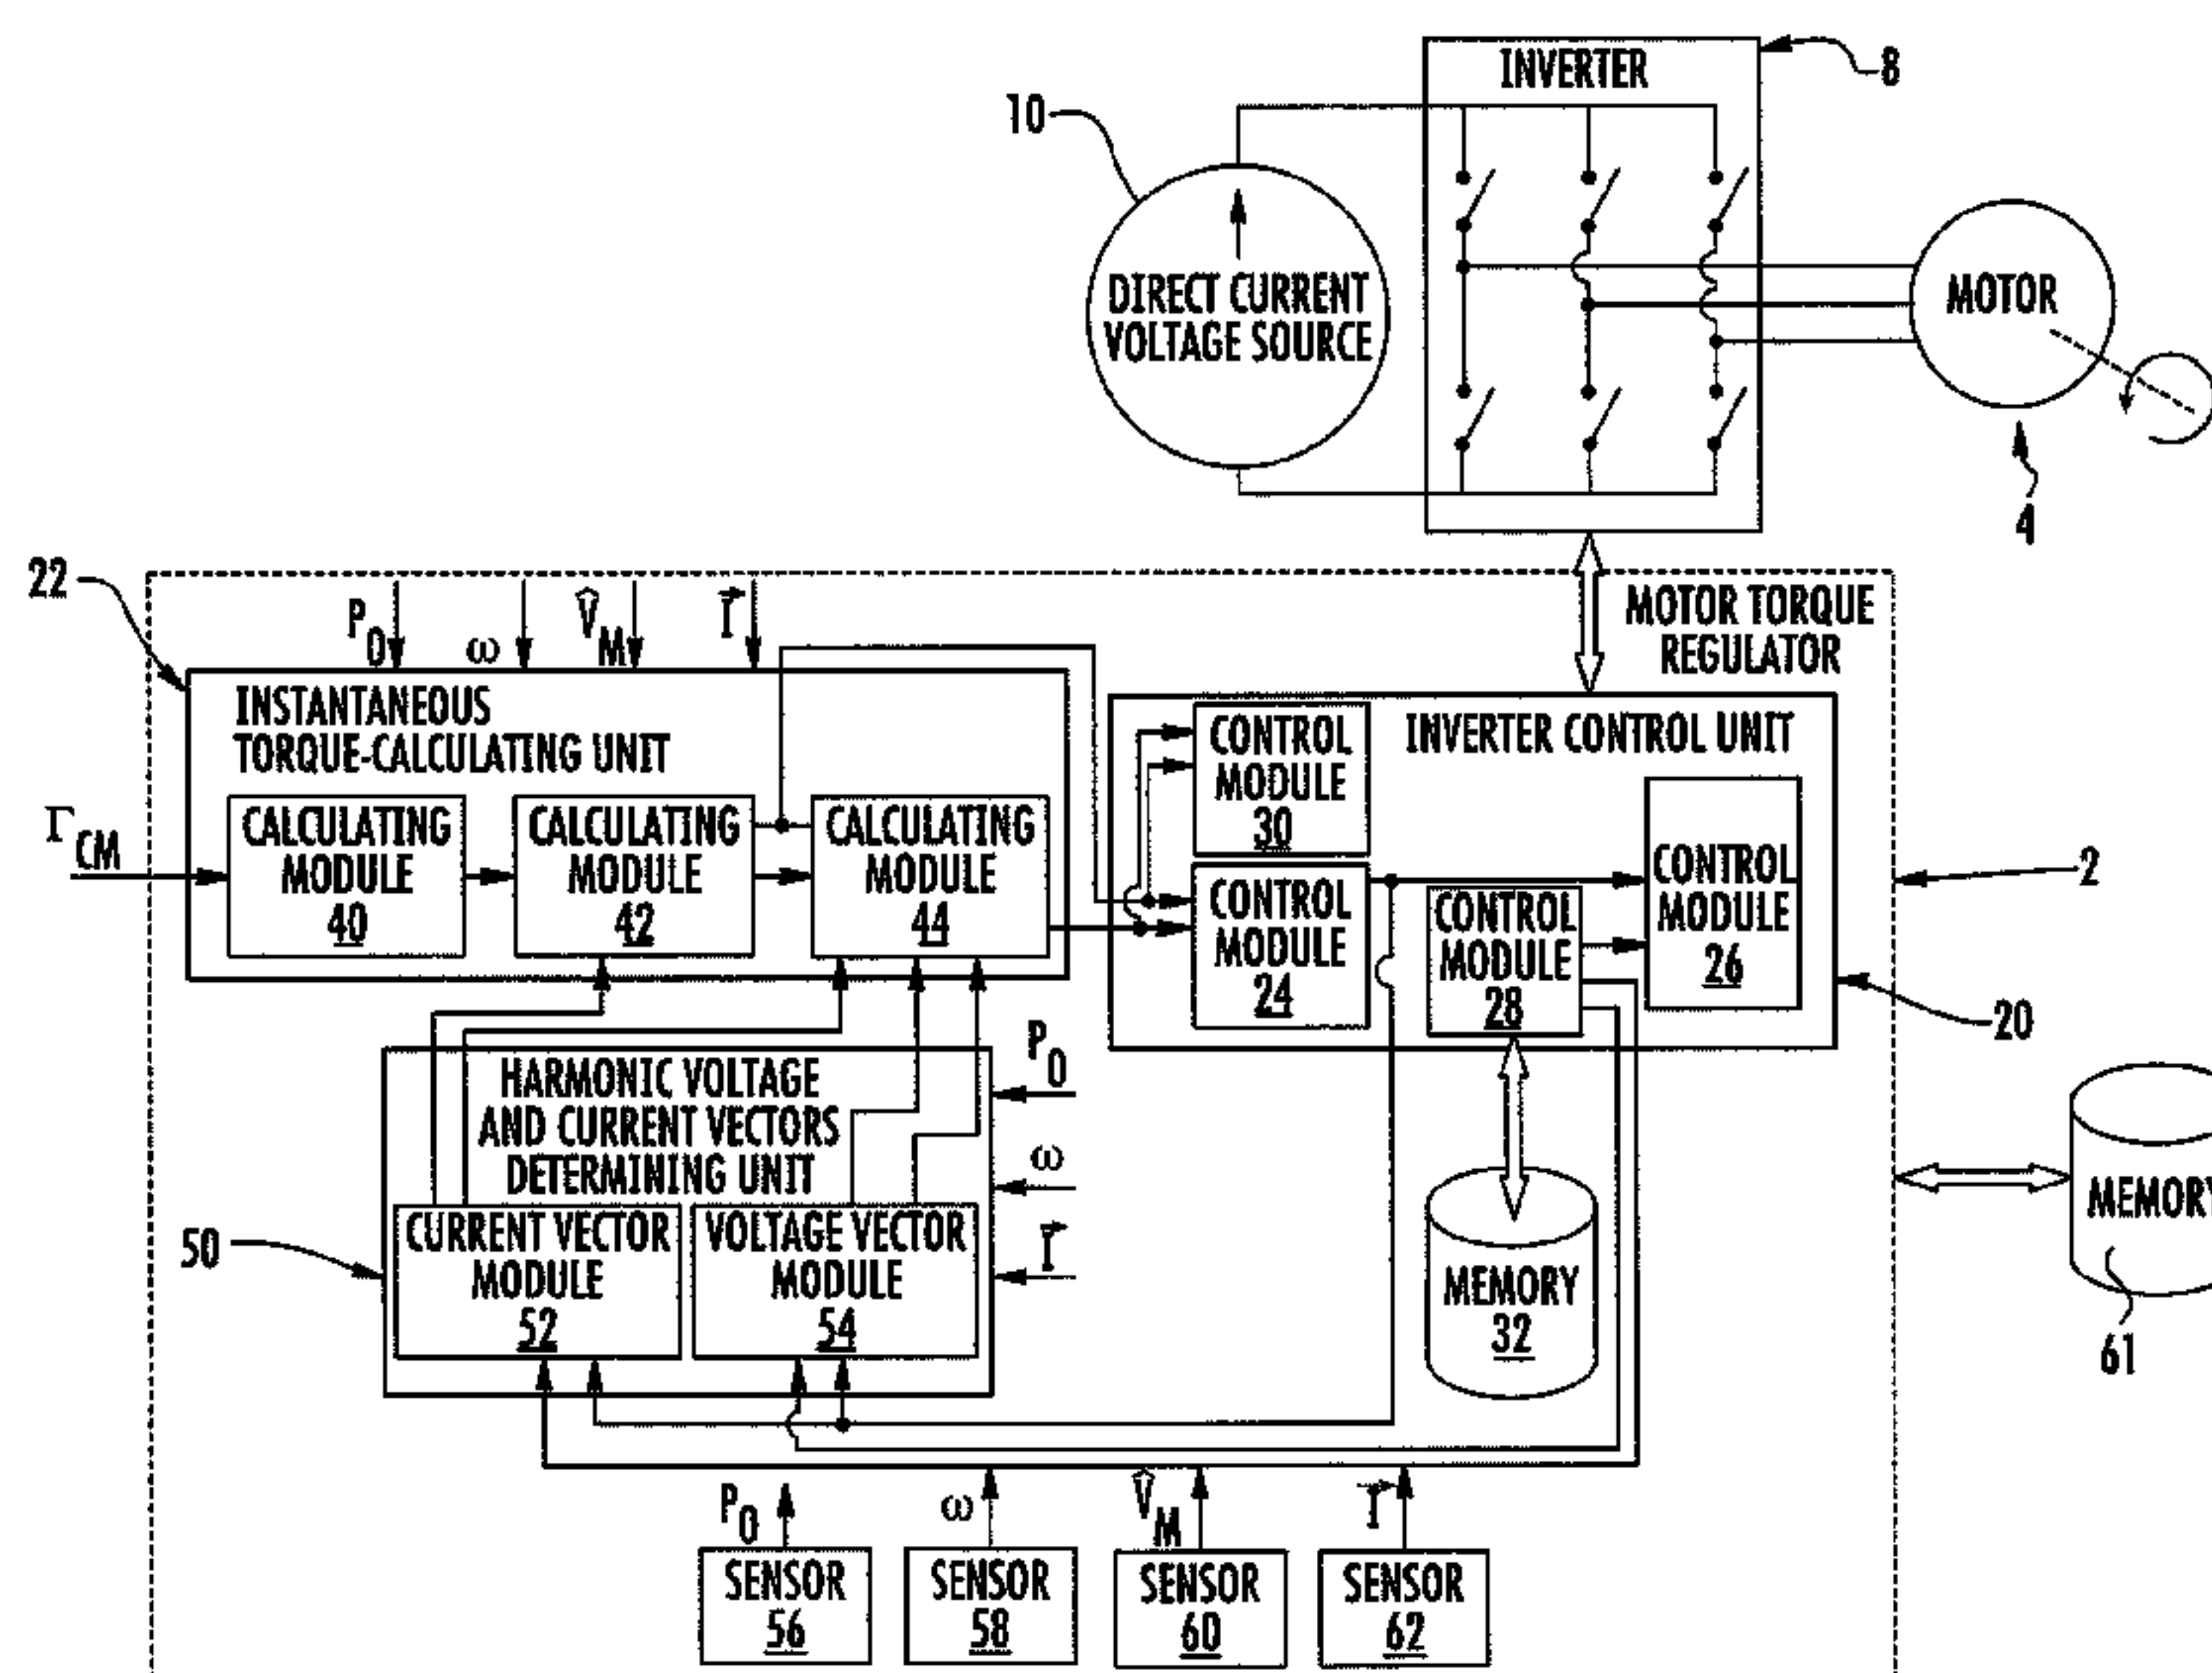 INVERTER
8
10
DIRECT CURRENT
VOLTAGE SOURCE
MOTOR
4
22
P0
ω
V̂M
I⃗
MOTOR TORQUE
REGULATOR
INSTANTANEOUS
TORQUE-CALCULATING UNIT
ΓCM
CALCULATING
MODULE
40
CALCULATING
MODULE
42
CALCULATING
MODULE
44
INVERTER CONTROL UNIT
CONTROL
MODULE
30
CONTROL
MODULE
24
CONTROL
MODULE
28
CONTROL
MODULE
26
2
20
HARMONIC VOLTAGE
AND CURRENT VECTORS
DETERMINING UNIT
P0
ω
I⃗
50
CURRENT VECTOR
MODULE
52
VOLTAGE VECTOR
MODULE
54
MEMORY
32
MEMORY
61
P0
ω
V̂M
I⃗
SENSOR
56
SENSOR
58
SENSOR
60
SENSOR
62